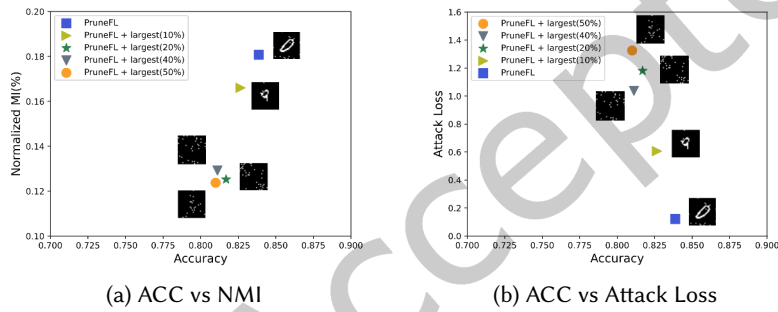 0.20
0.18
0.16
0.14
0.12
0.10
Normalized MI(%)
PruneFL
PruneFL + largest(10%)
PruneFL + largest(20%)
PruneFL + largest(40%)
PruneFL + largest(50%)
0.700 0.725 0.750 0.775 0.800 0.825 0.850 0.875 0.900
Accuracy
(a) ACC vs NMI
1.6
1.4
1.2
1.0
0.8
0.6
0.4
0.2
0.0
Attack Loss
PruneFL + largest(50%)
PruneFL + largest(40%)
PruneFL + largest(20%)
PruneFL + largest(10%)
PruneFL
0.700 0.725 0.750 0.775 0.800 0.825 0.850 0.875 0.900
Accuracy
(b) ACC vs Attack Loss